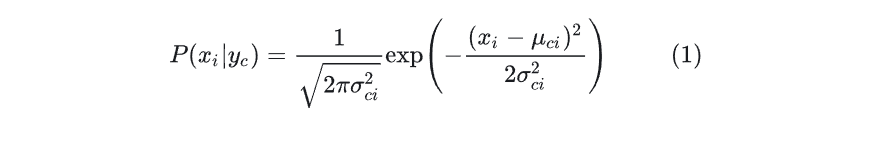 P(x_i|y_c) = \frac{1}{\sqrt{2\pi\sigma_{ci}^2}} \exp\left(-\frac{(x_i - \mu_{ci})^2}{2\sigma_{ci}^2}\right) (1)